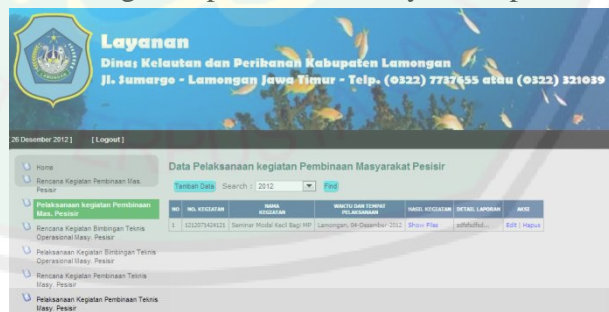 Layanan
Dinas Kelautan dan Perikanan Kabupaten Lamongan
Jl. Sumargo - Lamongan Jawa Timur - Telp. (0322) 7737655 atau (0322) 321039
26 Desember 2012 ] [ Logout ]
Home
Rencana Kegiatan Pembinaan Mas.
Pesisir
Pelaksanaan kegiatan Pembinaan
Mas. Pesisir
Rencana Kegiatan Bimbingan Teknis
Operasional Masy. Pesisir
Pelaksanaan Kegiatan Bimbingan Teknis
Operasional Masy. Pesisir
Rencana Kegiatan Pembinaan Teknis
Masy. Pesisir
Pelaksanaan Kegiatan Pembinaan Teknis
Masy. Pesisir
Data Pelaksanaan kegiatan Pembinaan Masyarakat Pesisir
Tambah Data Search : 2012 Find
NO NO. KEGIATAN NAMA KEGIATAN WAKTU DAN TEMPAT PELAKSANAAN HASIL KEGIATAN DETAIL LAPORAN AKSI
1 Seminar Modal Kecil Bagi MP Lamongan, 04-Desember-2012 Show Files Edit | Hapus